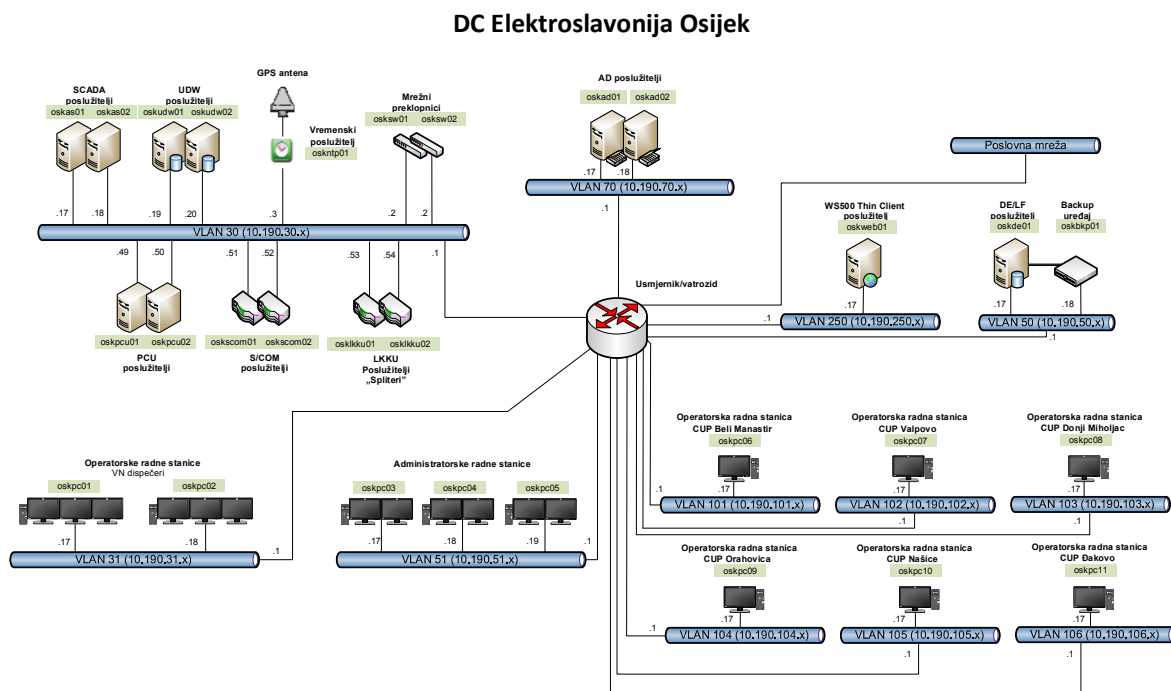 DC Elektroslavonija Osijek
SCADA
poslužitelji
oskas01 oskas02
UDW
poslužitelji
oskudw01 oskudw02
GPS antena
Vremenski
poslužitelj
oskntp01
Mrežni
preklopnici
osksw01 osksw02
AD poslužitelji
oskad01 oskad02
.17 .18
VLAN 70 (10.190.70.x)
.1
Poslovna mreža
WS500 Thin Client
poslužitelj
oskweb01
.17
VLAN 250 (10.190.250.x)
.1
DE/LF
poslužitelj
oskde01
Backup
uređaj
oskbkp01
.17 .18
VLAN 50 (10.190.50.x)
.1
.17 .18 .19 .20 .3 .2 .2
VLAN 30 (10.190.30.x)
.49 .50 .51 .52 .53 .54 .1
oskpcu01 oskpcu02
PCU
poslužitelji
oskscom01 oskscom02
S/COM
poslužitelji
osklkku01 osklkku02
LKKU
Poslužitelji
„Spliteri"
Usmjernik/vatrozid
Operatorske radne stanice
VN dispečeri
oskpc01 oskpc02
.17 .18 .1
VLAN 31 (10.190.31.x)
Administratorske radne stanice
oskpc03 oskpc04 oskpc05
.17 .18 .19 .1
VLAN 51 (10.190.51.x)
Operatorska radna stanica
CUP Beli Manastir
oskpc06
.17
.1
VLAN 101 (10.190.101.x)
Operatorska radna stanica
CUP Valpovo
oskpc07
.17
VLAN 102 (10.190.102.x)
.1
Operatorska radna stanica
CUP Donji Miholjac
oskpc08
.17
VLAN 103 (10.190.103.x)
.1
Operatorska radna stanica
CUP Orahovica
oskpc09
.17
.1
VLAN 104 (10.190.104.x)
Operatorska radna stanica
CUP Našice
oskpc10
.17
VLAN 105 (10.190.105.x)
.1
Operatorska radna stanica
CUP Đakovo
oskpc11
.17
VLAN 106 (10.190.106.x)
.1